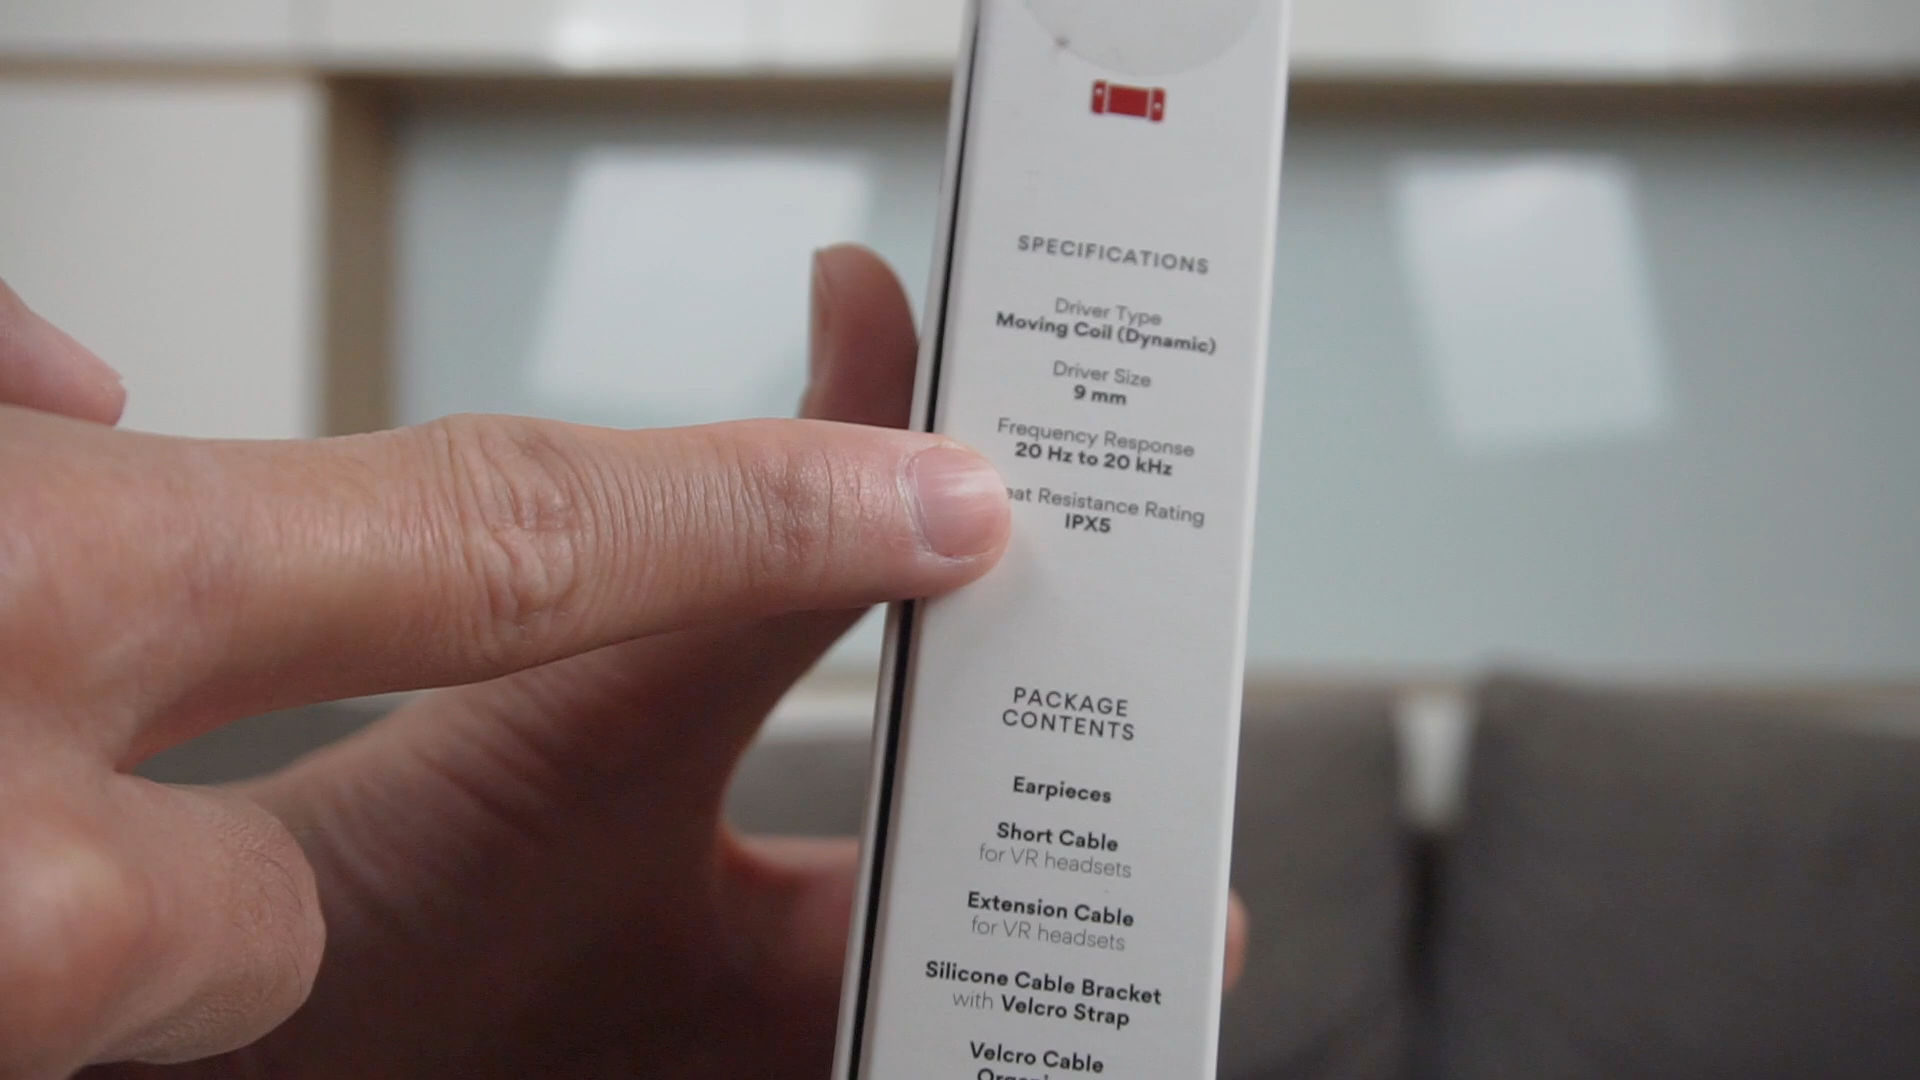 SPECIFICATIONS
Driver Type
Moving Coil (Dynamic)
Driver Size
9 mm
Frequency Response
20 Hz to 20 kHz
Resistance Rating
IPX5
PACKAGE
CONTENTS
Earpieces
Short Cable
for VR headsets
Extension Cable
for VR headsets
Silicone Cable Bracket
with Velcro Strap
Velcro Cable